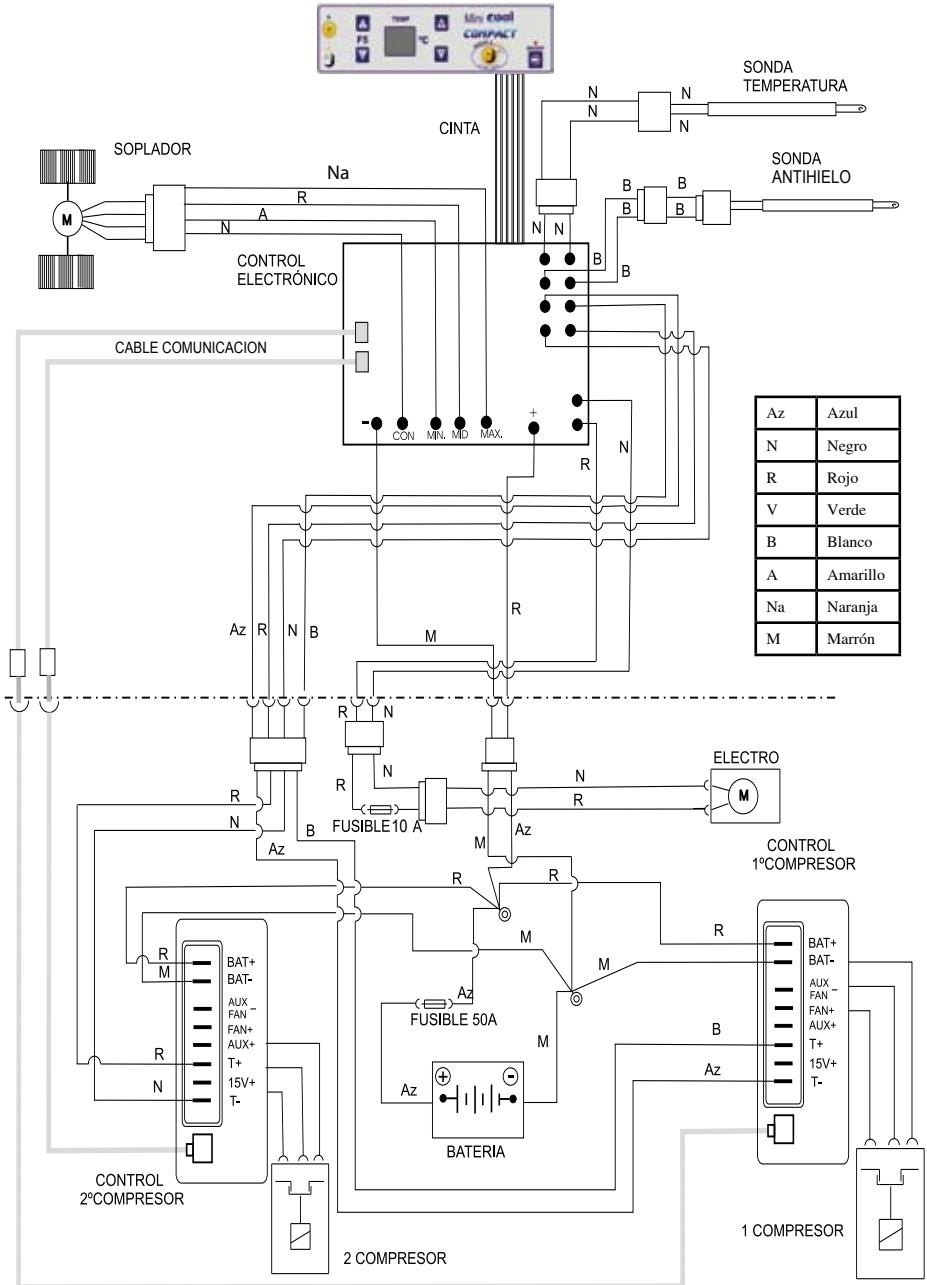 TEMP
Mini cool
COMPACT
FS
°C
CINTA
SONDA
TEMPERATURA
N
N
N
N
SOPLADOR
SONDA
ANTIHIELO
Na
R
A
N
M
B
B
B
B
N N
B
B
CONTROL
ELECTRÓNICO
CABLE COMUNICACION
- CON MIN. MID MAX. +
R
N
Az Azul
N Negro
R Rojo
V Verde
B Blanco
A Amarillo
Na Naranja
M Marrón
Az R N B
M
R
R N
R
N
FUSIBLE 10 A
N
R
ELECTRO
M
R
N
B
Az
M
Az
CONTROL
1ºCOMPRESOR
R
R
M
R
M
M
Az
FUSIBLE 50A
M
R
M
BAT+
BAT-
AUX
FAN -
FAN+
AUX+
T+
15V+
T-
R
N
BAT+
BAT-
AUX
FAN -
FAN+
AUX+
T+
15V+
T-
B
Az
Az
+ -
BATERIA
CONTROL
2ºCOMPRESOR
2 COMPRESOR
1 COMPRESOR